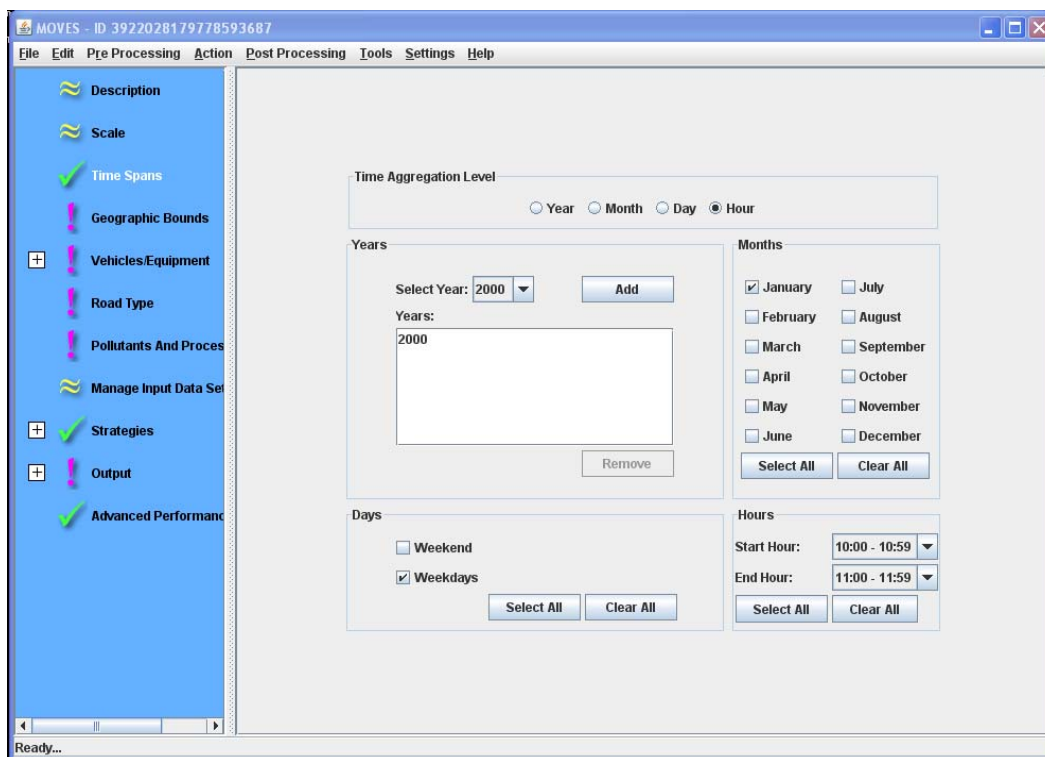 MOVES - ID 3922028179778593687
File Edit Pre Processing Action Post Processing Tools Settings Help
Description
Scale
Time Spans
Geographic Bounds
Vehicles/Equipment
Road Type
Pollutants And Proces
Manage Input Data Set
Strategies
Output
Advanced Performanc
Time Aggregation Level
Year Month Day Hour
Years
Select Year: 2000 Add
Years:
2000
Remove
Months
January July
February August
March September
April October
May November
June December
Select All Clear All
Days
Weekend
Weekdays
Select All Clear All
Hours
Start Hour: 10:00 - 10:59
End Hour: 11:00 - 11:59
Select All Clear All
Ready...